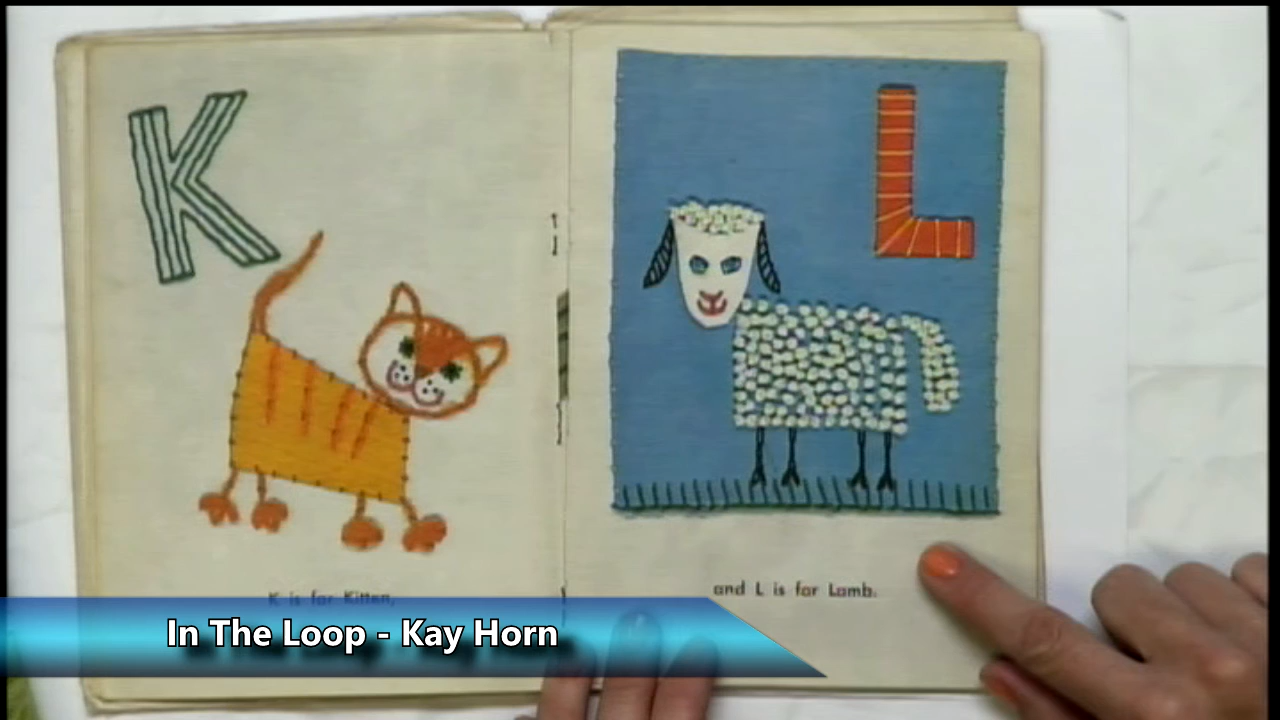 K
L
K is for Kitten,
and L is for Lamb.
In The Loop - Kay Horn